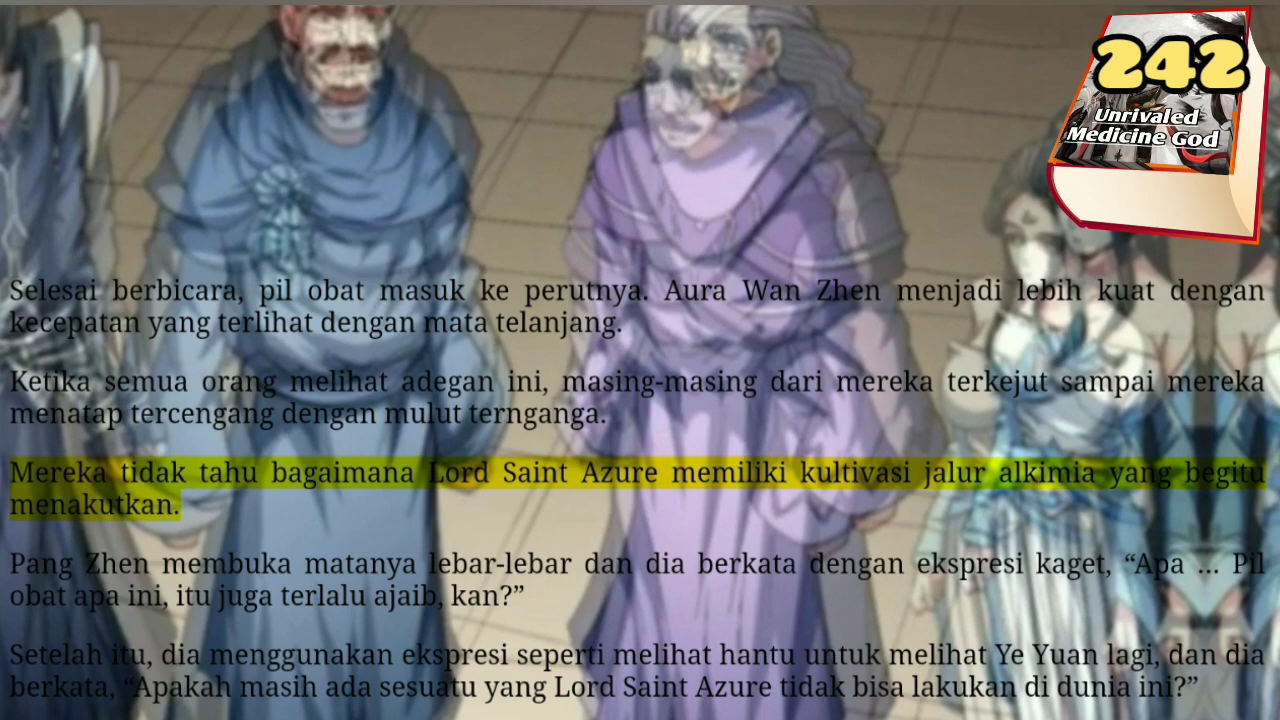 242
Unrivaled
Medicine God
Selesai berbicara, pil obat masuk ke perutnya. Aura Wan Zhen menjadi lebih kuat dengan
kecepatan yang terlihat dengan mata telanjang.
Ketika semua orang melihat adegan ini, masing-masing dari mereka terkejut sampai mereka
menatap tercengang dengan mulut ternganga.
Mereka tidak tahu bagaimana Lord Saint Azure memiliki kultivasi jalur alkimia yang begitu
menakutkan.
Pang Zhen membuka matanya lebar-lebar dan dia berkata dengan ekspresi kaget, “Apa ... Pil
obat apa ini, itu juga terlalu ajaib, kan?”
Setelah itu, dia menggunakan ekspresi seperti melihat hantu untuk melihat Ye Yuan lagi, dan dia
berkata, “Apakah masih ada sesuatu yang Lord Saint Azure tidak bisa lakukan di dunia ini?”